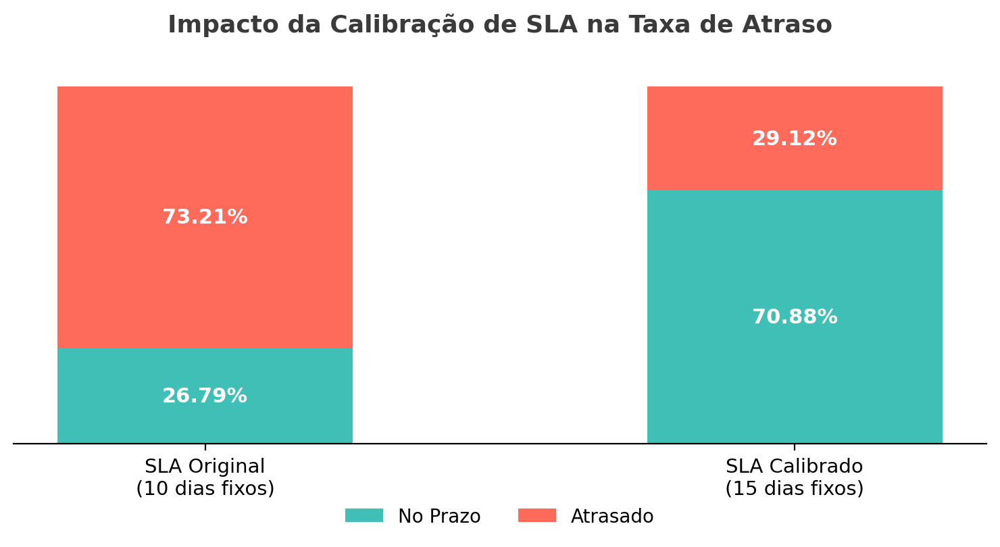 Impacto da Calibração de SLA na Taxa de Atraso
29.12%
73.21%
70.88%
26.79%
SLA Original
(10 dias fixos)
SLA Calibrado
(15 dias fixos)
No Prazo
Atrasado